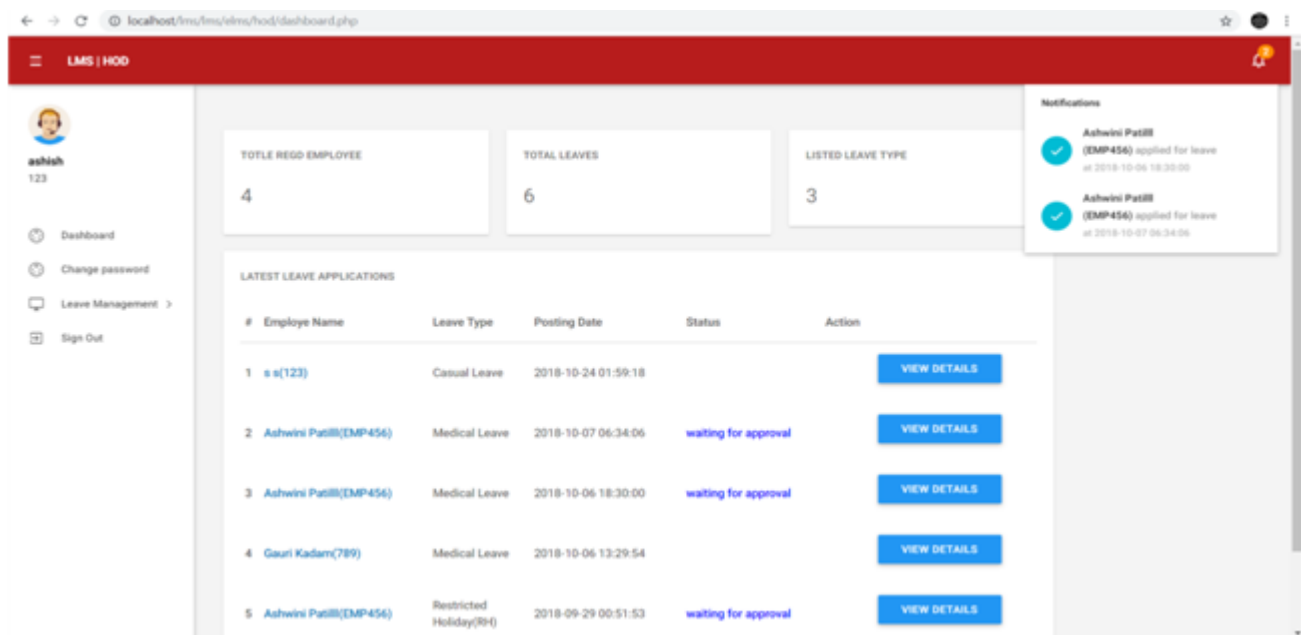 localhost/lms/lms/elms/hod/dashboard.php
LMS | HOD
2
ashish
123
Dashboard
Change password
Leave Management >
Sign Out
TOTLE REGD EMPLOYEE
4
TOTAL LEAVES
6
LISTED LEAVE TYPE
3
Notifications
Ashwini Patilll
(EMP456) applied for leave
at 2018-10-06 18:30:00
Ashwini Patilll
(EMP456) applied for leave
at 2018-10-07 06:34:06
LATEST LEAVE APPLICATIONS
# Employe Name Leave Type Posting Date Status Action
1 s s(123) Casual Leave 2018-10-24 01:59:18 VIEW DETAILS
2 Ashwini Patilll(EMP456) Medical Leave 2018-10-07 06:34:06 waiting for approval VIEW DETAILS
3 Ashwini Patilll(EMP456) Medical Leave 2018-10-06 18:30:00 waiting for approval VIEW DETAILS
4 Gauri Kadam(789) Medical Leave 2018-10-06 13:29:54 VIEW DETAILS
5 Ashwini Patilll(EMP456) Restricted Holiday(RH) 2018-09-29 00:51:53 waiting for approval VIEW DETAILS